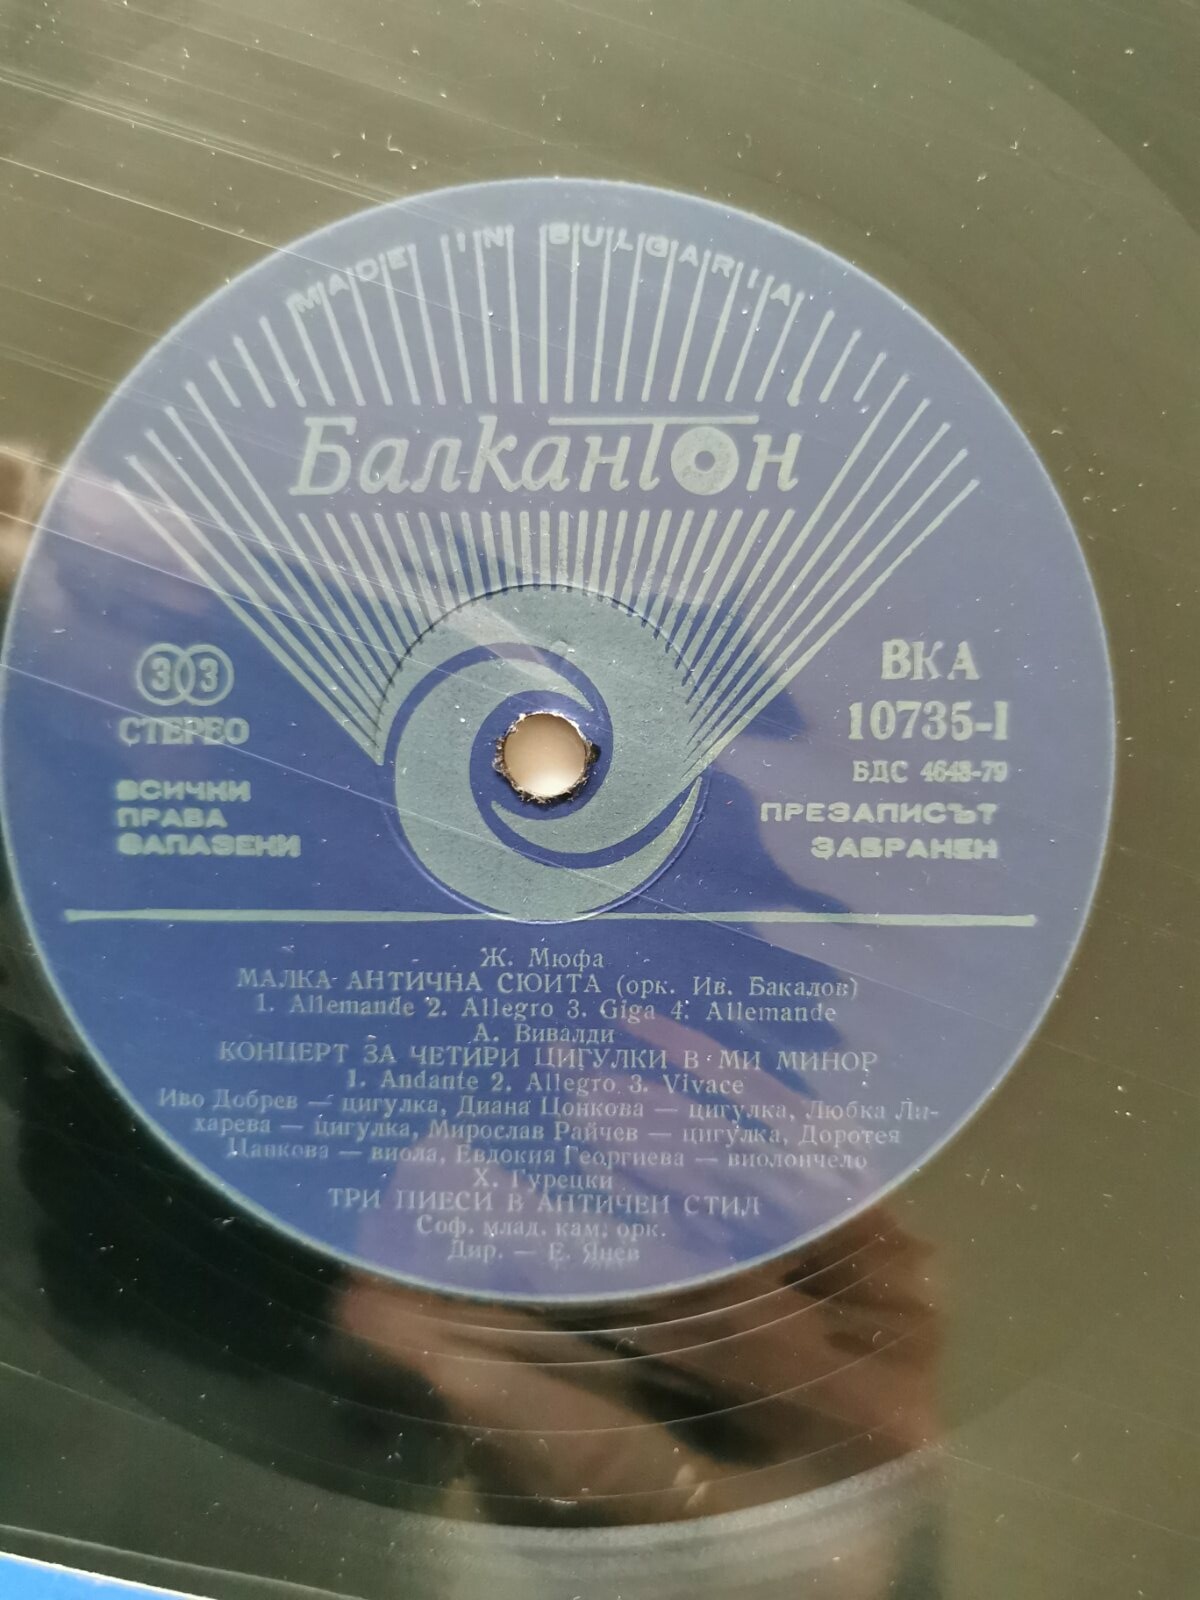 MADE IN BULGARIA
Балкантон
33
СТЕРЕО
ВСИЧКИ
ПРАВА
ЗАПАЗЕНИ
ВКА
10735-I
БДС 4648-79
ПРЕЗАПИСЪТ
ЗАБРАНЕН
Ж. Мюфа
МАЛКА АНТИЧНА СЮИТА (орк. Ив. Бакалов)
1. Allemande 2. Allegro 3. Giga 4. Allemande
А. Вивалди
КОНЦЕРТ ЗА ЧЕТИРИ ЦИГУЛКИ В МИ МИНОР
1. Andante 2. Allegro 3. Vivace
Иво Добрев — цигулка, Диана Цонкова — цигулка, Любка Ли-
харева — цигулка, Мирослав Райчев — цигулка, Доротея
Цанкова — виола, Евдокия Георгиева — виолончело
Х. Гурецки
ТРИ ПИЕСИ В АНТИЧЕН СТИЛ
Соф. млад. кам. орк.
Дир. — Е. Янев